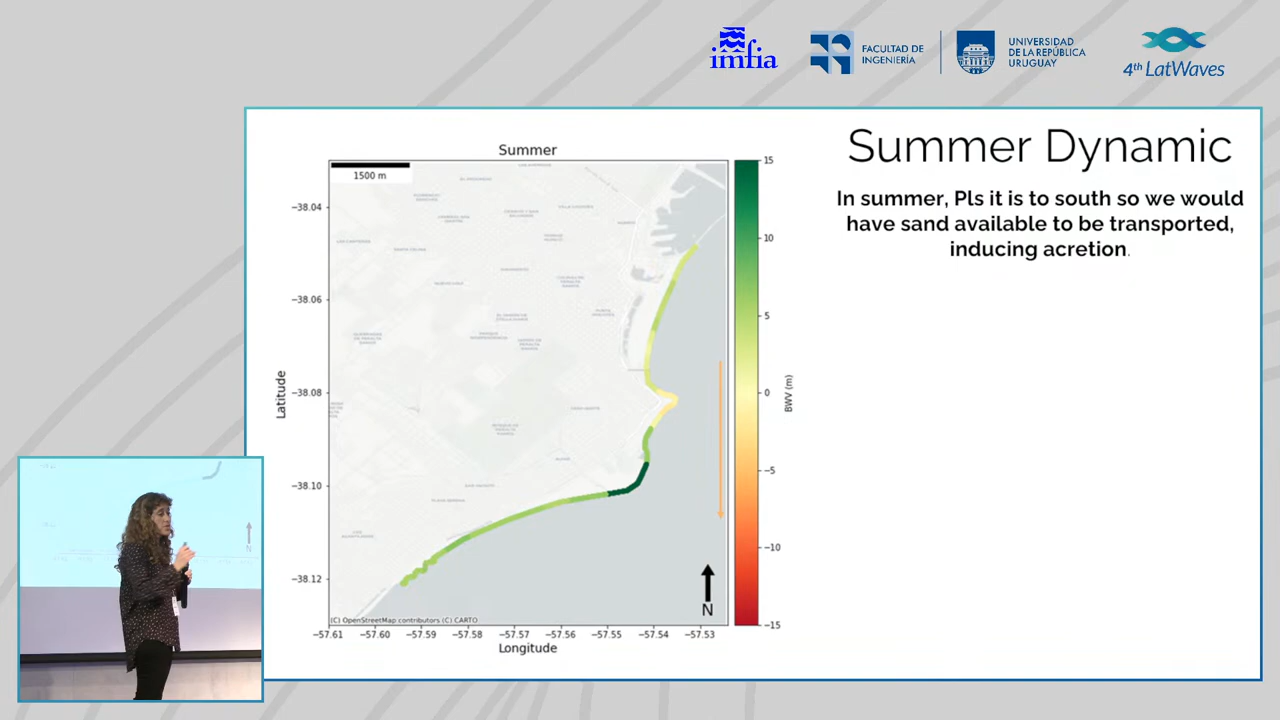 imfia
FACULTAD DE
INGENIERÍA
UNIVERSIDAD
DE LA REPÚBLICA
URUGUAY
4th LatWaves
Summer Dynamic
In summer, Pls it is to south so we would
have sand available to be transported,
inducing acretion.
Summer
1500 m
−38.04
−38.06
−38.08
−38.10
−38.12
Latitude
N
(C) OpenStreetMap contributors (C) CARTO
−57.61 −57.60 −57.59 −57.58 −57.57 −57.56 −57.55 −57.54 −57.53
Longitude
15
10
5
0
−5
−10
−15
BWV (m)
N